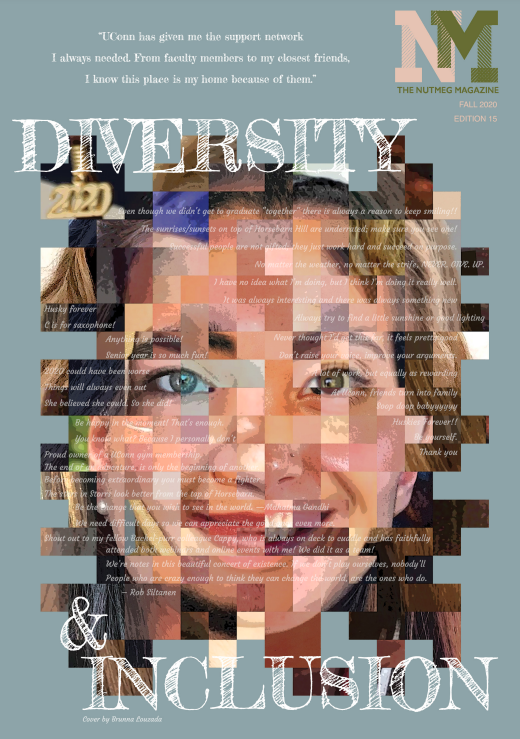 "UConn has given me the support network
I always needed. From faculty members to my closest friends,
I know this place is my home because of them."
NM
THE NUTMEG MAGAZINE
FALL 2020
EDITION 15
DIVERSITY
2020
Even though we didn't get to graduate "together" there is always a reason to keep smiling!!
The sunrises/sunsets on top of Horsebarn Hill are underrated; make sure you see one!
Successful people are not gifted; they just work hard and succeed on purpose.
No matter the weather, no matter the strife, NEVER. GIVE. UP.
I have no idea what I'm doing, but I think I'm doing it really well.
It was always interesting and there was always something new
Always try to find a little sunshine or good lighting
Husky forever
C is for saxophone!
Anything is possible!
Never thought I'd get this far, it feels pretty good
Senior year is so much fun!
Don't raise your voice, improve your arguments.
2020 could have been worse
A lot of work, but equally as rewarding
Things will always even out
At UConn, friends turn into family
She believed she could. So she did!
Boop doop babyyyyyy
Be happy in the moment! That's enough.
Huskies Forever!!
You know what? Because I personally don't
Be yourself.
Proud owner of a UConn gym membership.
Thank you
The end of one adventure, is only the beginning of another
Before becoming extraordinary you must become a fighter
The stars in Storrs look better from the top of Horsebarn.
Be the change that you wish to see in the world. – Mahatma Gandhi
We need difficult days so we can appreciate the good ones even more.
Shout out to my fellow Rachel-purr-colleague Cappy, who is always on deck to cuddle and has faithfully
attended both meetings and online events with me! We did it as a team!
We're notes in this beautiful concert of existence. If we don't play ourselves, nobody'll
People who are crazy enough to think they can change the world, are the ones who do.
– Rob Siltanen
&
INCLUSION
Cover by Brunna Louzada